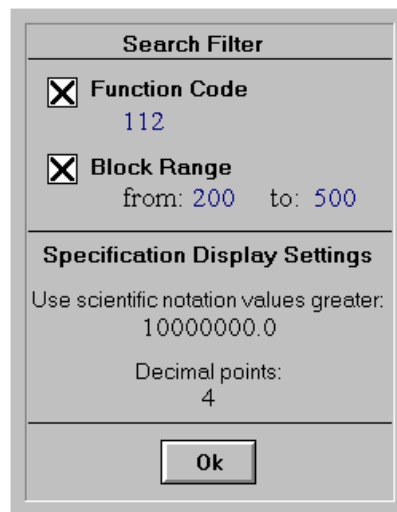 Search Filter
Function Code
112
Block Range
from: 200 to: 500
Specification Display Settings
Use scientific notation values greater:
10000000.0
Decimal points:
4
Ok